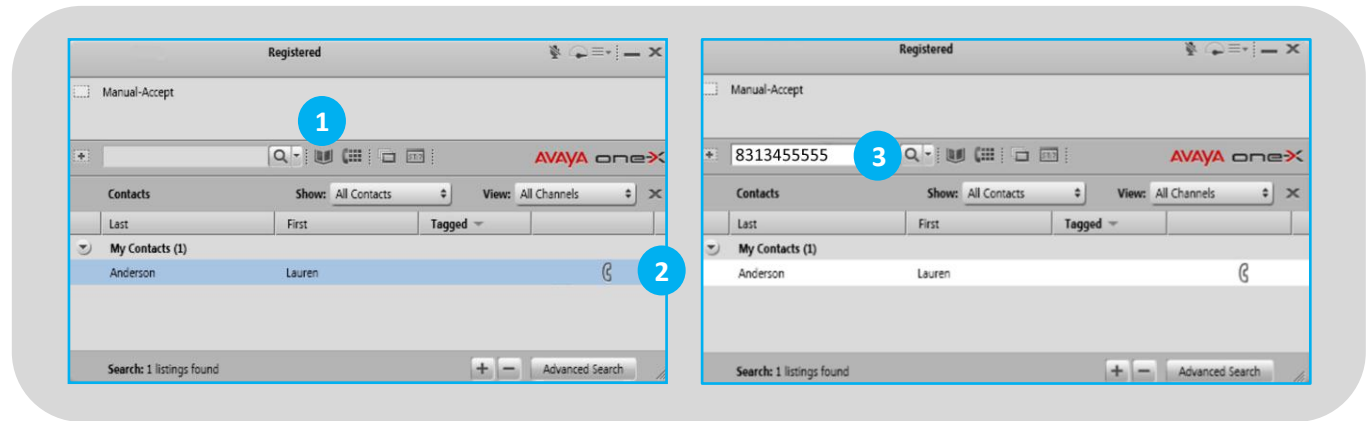 Registered
Manual-Accept
1
AVAYA one-X
Contacts Show: All Contacts View: All Channels
Last First Tagged
My Contacts (1)
Anderson Lauren
2
Search: 1 listings found + − Advanced Search
Registered
Manual-Accept
8313455555 3
AVAYA one-X
Contacts Show: All Contacts View: All Channels
Last First Tagged
My Contacts (1)
Anderson Lauren
Search: 1 listings found + − Advanced Search